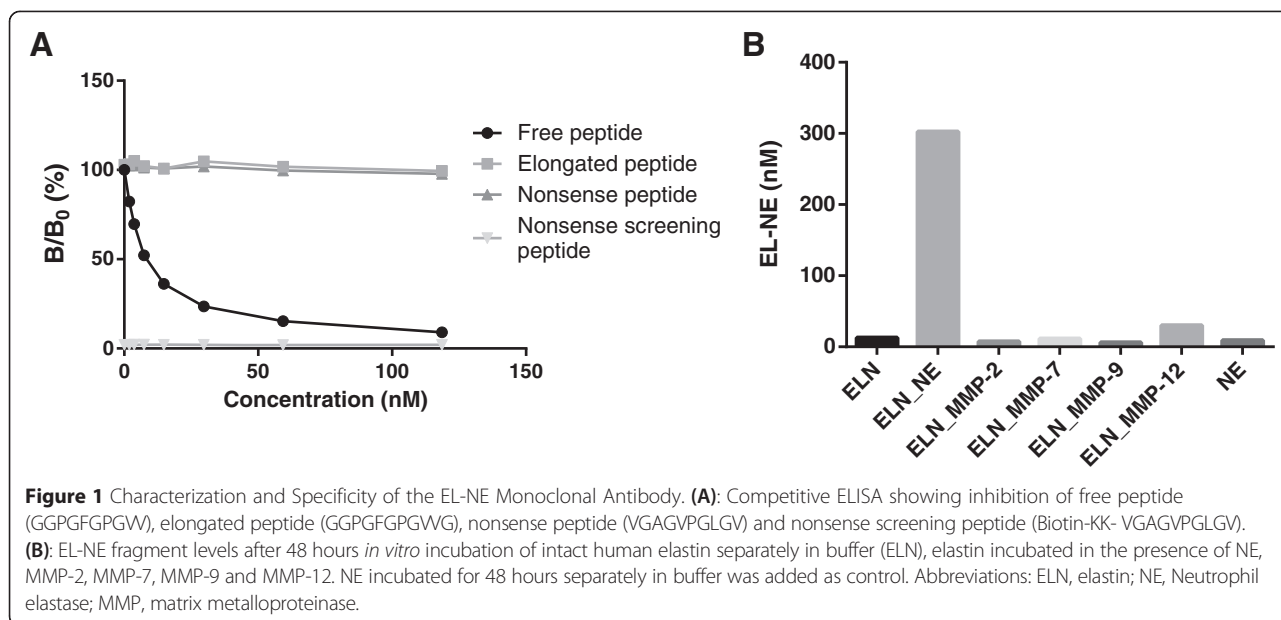 A
150
100
50
0
B/B₀ (%)
0
50
100
150
Concentration (nM)
Free peptide
Elongated peptide
Nonsense peptide
Nonsense screening
peptide
B
400
300
200
100
0
EL-NE (nM)
ELN
ELN_NE
ELN_MMP-2
ELN_MMP-7
ELN_MMP-9
ELN_MMP-12
NE
Figure 1 Characterization and Specificity of the EL-NE Monoclonal Antibody. (A): Competitive ELISA showing inhibition of free peptide
(GGPGFGPGW), elongated peptide (GGPGFGPGWG), nonsense peptide (VGAGVPGLGV) and nonsense screening peptide (Biotin-KK- VGAGVPGLGV).
(B): EL-NE fragment levels after 48 hours in vitro incubation of intact human elastin separately in buffer (ELN), elastin incubated in the presence of NE,
MMP-2, MMP-7, MMP-9 and MMP-12. NE incubated for 48 hours separately in buffer was added as control. Abbreviations: ELN, elastin; NE, Neutrophil
elastase; MMP, matrix metalloproteinase.